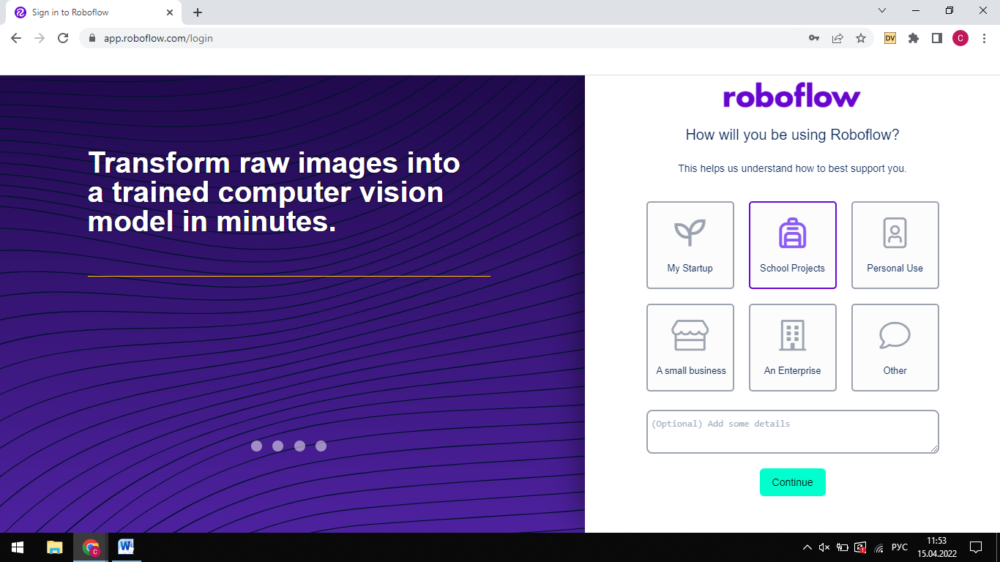 Sign in to Roboflow
app.roboflow.com/login
DV
C
Transform raw images into
a trained computer vision
model in minutes.
roboflow
How will you be using Roboflow?
This helps us understand how to best support you.
My Startup
School Projects
Personal Use
A small business
An Enterprise
Other
(Optional) Add some details
Continue
C
W
РУС
11:53
15.04.2022